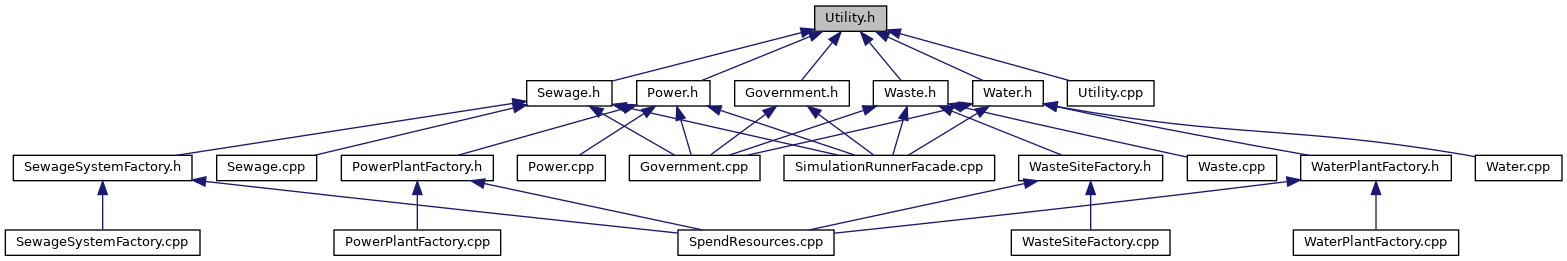 Utility.h
Sewage.h
Power.h
Government.h
Waste.h
Water.h
Utility.cpp
SewageSystemFactory.h
Sewage.cpp
PowerPlantFactory.h
Power.cpp
Government.cpp
SimulationRunnerFacade.cpp
WasteSiteFactory.h
Waste.cpp
WaterPlantFactory.h
Water.cpp
SewageSystemFactory.cpp
PowerPlantFactory.cpp
SpendResources.cpp
WasteSiteFactory.cpp
WaterPlantFactory.cpp